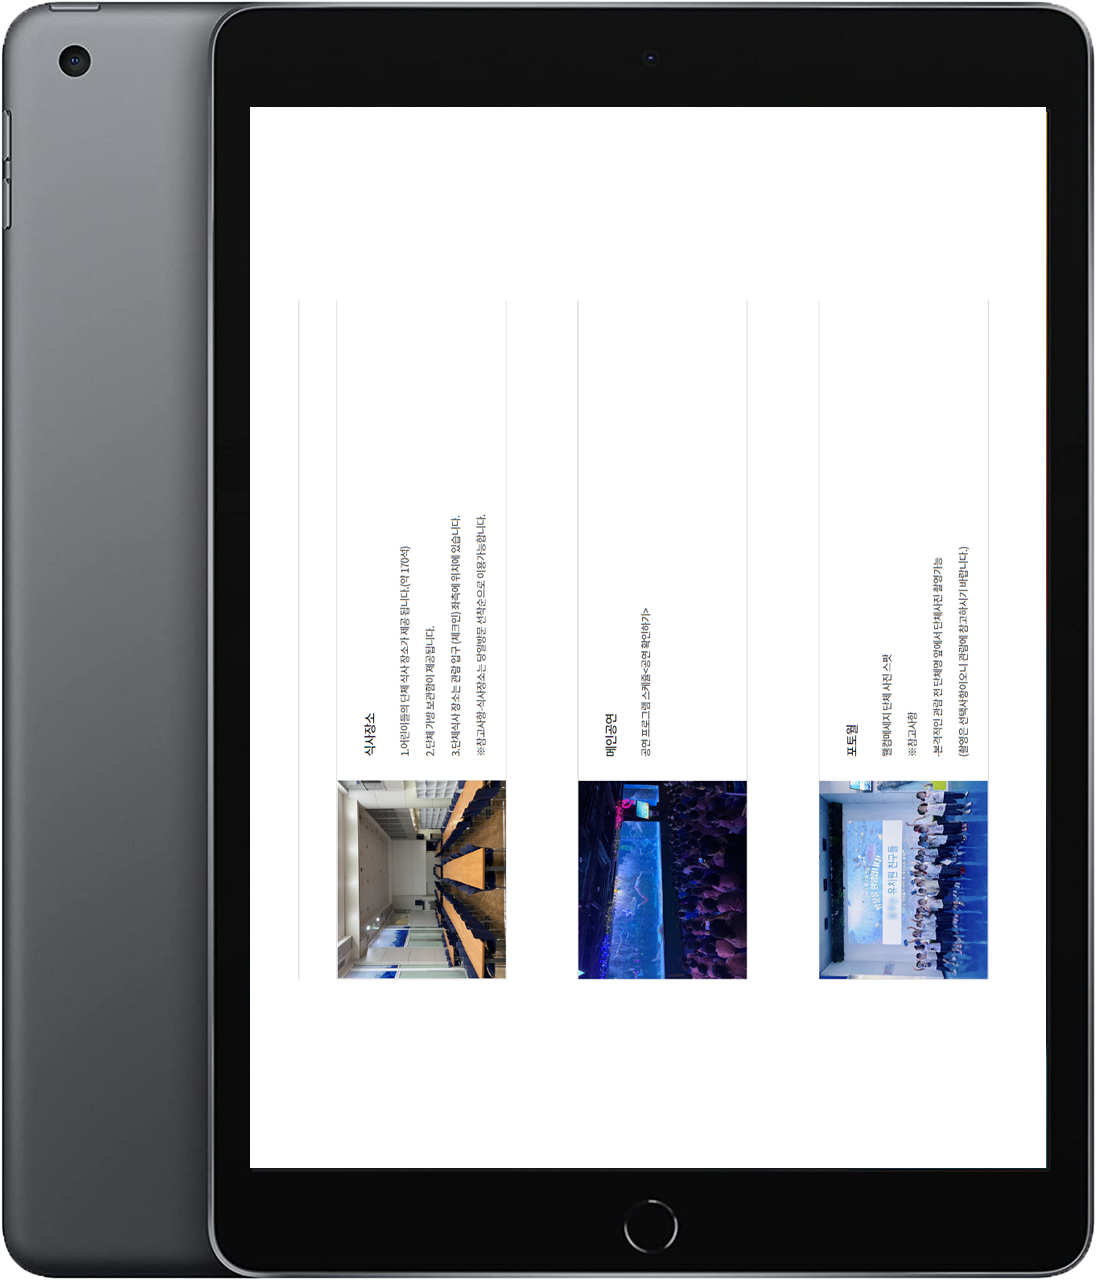 식사장소
1.어린이들의 단체 식사 장소가 제공 됩니다.(약 170석)
2.단체 가방 보관함이 제공됩니다.
3.단체식사 장소는 관람 입구 (체크인) 좌측에 위치해 있습니다.
※참고사항-식사장소는 당일방문 선착순으로 이용가능합니다.
메인공연
공연 프로그램 스케줄<공연 확인하기>
포토월
웰컴메세지 단체 사진 스팟
※참고사항
-본격적인 관람 전 단체명 앞에서 단체사진 촬영가능
(촬영은 선택사항이오니 관람에 참고하시기 바랍니다.)
유치원 친구들